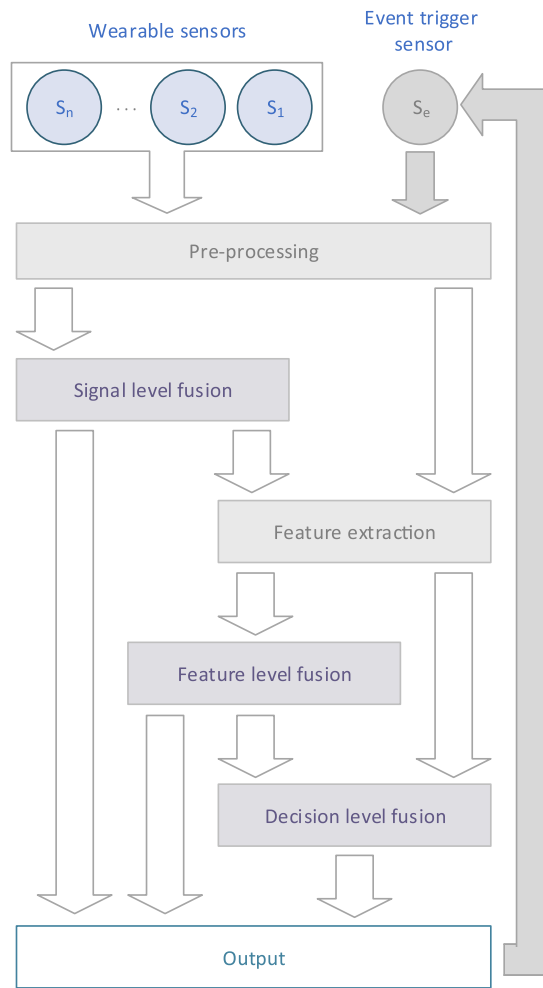 Wearable sensors
Event trigger
sensor
Sn ... S2 S1
Se
Pre-processing
Signal level fusion
Feature extraction
Feature level fusion
Decision level fusion
Output